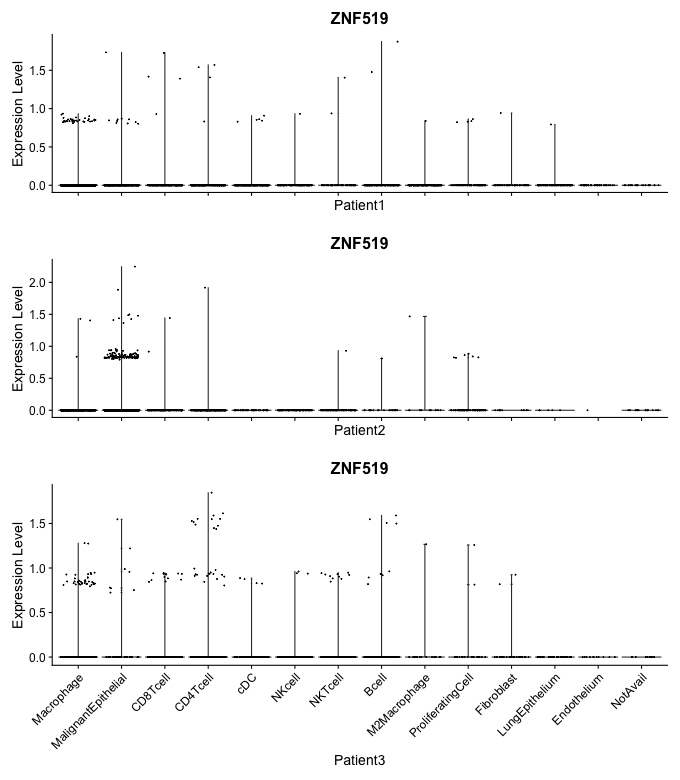 ZNF519
Expression Level
1.5
1.0
0.5
0.0
Patient1
ZNF519
Expression Level
2.0
1.5
1.0
0.5
0.0
Patient2
ZNF519
Expression Level
1.5
1.0
0.5
0.0
Macrophage
MalignantEpithelial
CD8Tcell
CD4Tcell
cDC
NKcell
NKTcell
Bcell
M2Macrophage
ProliferatingCell
Fibroblast
LungEpithelium
Endothelium
NotAvail
Patient3